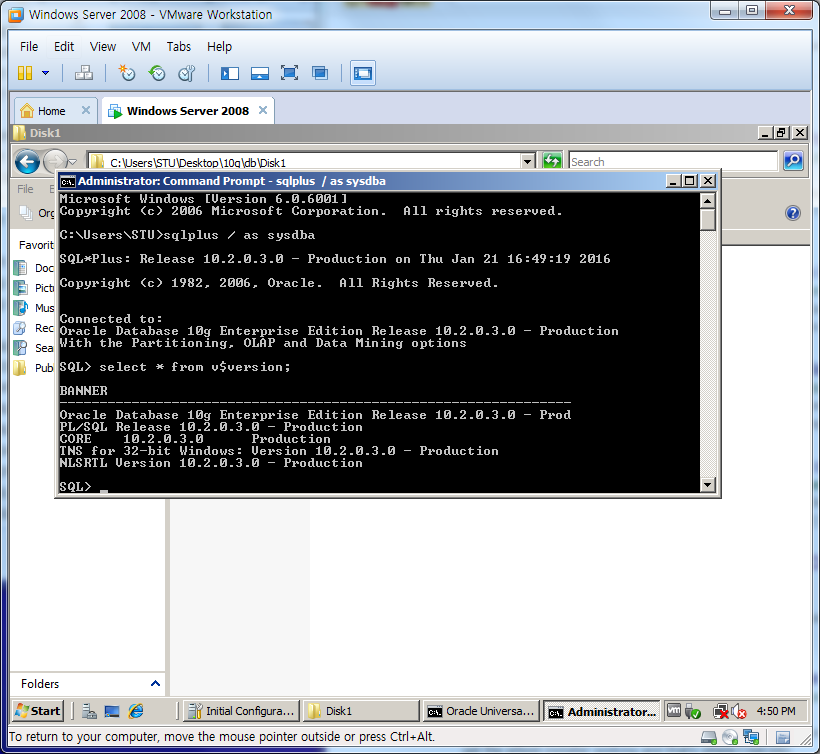 Windows Server 2008 - VMware Workstation
File Edit View VM Tabs Help
Home Windows Server 2008
Disk1
C:\Users\STU\Desktop\10g\db\Disk1 Search
Administrator: Command Prompt - sqlplus / as sysdba
File
Microsoft Windows [Version 6.0.6001]
Copyright (c) 2006 Microsoft Corporation. All rights reserved.
Org
C:\Users\STU>sqlplus / as sysdba
Favorit
SQL*Plus: Release 10.2.0.3.0 - Production on Thu Jan 21 16:49:19 2016
Doc
Copyright (c) 1982, 2006, Oracle. All Rights Reserved.
Pict
Mus
Connected to:
Rec
Oracle Database 10g Enterprise Edition Release 10.2.0.3.0 - Production
With the Partitioning, OLAP and Data Mining options
Sea
SQL> select * from v$version;
Pub
BANNER
----------------------------------------------------------------
Oracle Database 10g Enterprise Edition Release 10.2.0.3.0 - Prod
PL/SQL Release 10.2.0.3.0 - Production
CORE 10.2.0.3.0 Production
TNS for 32-bit Windows: Version 10.2.0.3.0 - Production
NLSRTL Version 10.2.0.3.0 - Production
SQL> _
Folders
Start Initial Configura... Disk1 Oracle Universa... Administrator... 4:50 PM
To return to your computer, move the mouse pointer outside or press Ctrl+Alt.